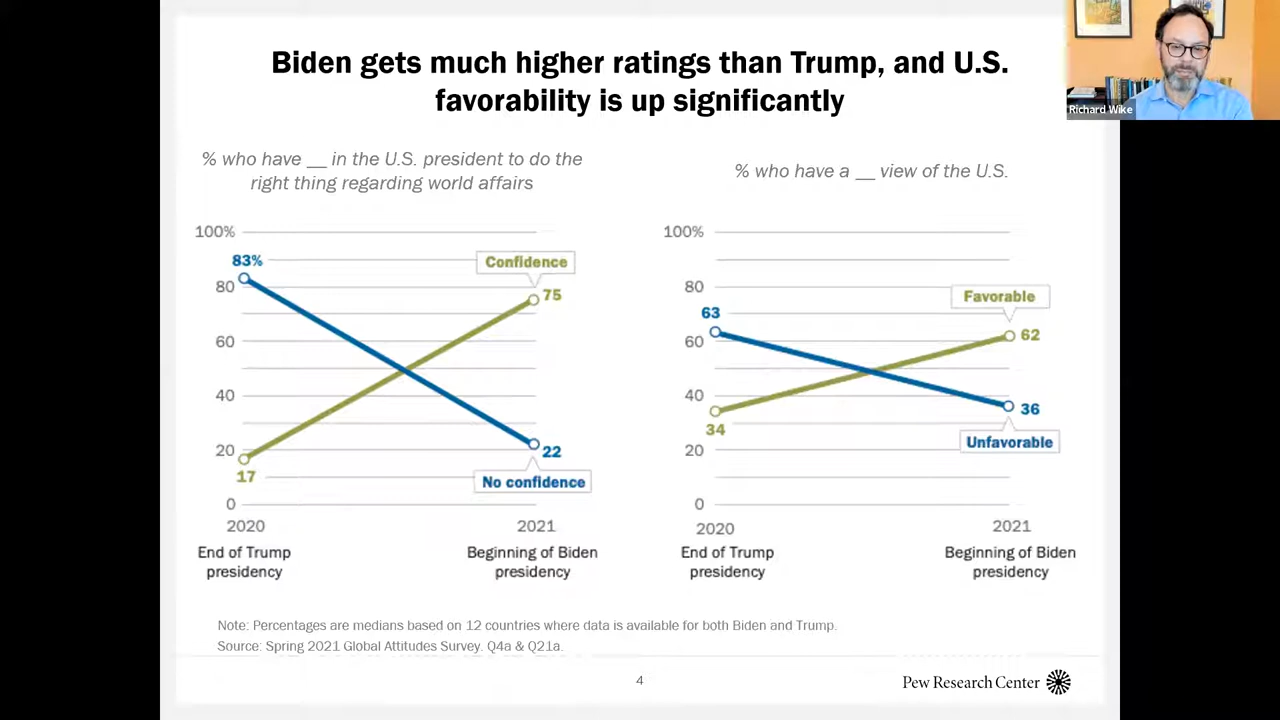 Biden gets much higher ratings than Trump, and U.S.
favorability is up significantly
Richard Wike
% who have __ in the U.S. president to do the
right thing regarding world affairs
100%
83%
80
60
40
20
0
17
Confidence
75
22
No confidence
2020
2021
End of Trump
presidency
Beginning of Biden
presidency
% who have a __ view of the U.S.
100%
80
63
60
40
34
20
0
Favorable
62
36
Unfavorable
2020
2021
End of Trump
presidency
Beginning of Biden
presidency
Note: Percentages are medians based on 12 countries where data is available for both Biden and Trump.
Source: Spring 2021 Global Attitudes Survey. Q4a & Q21a.
4
Pew Research Center